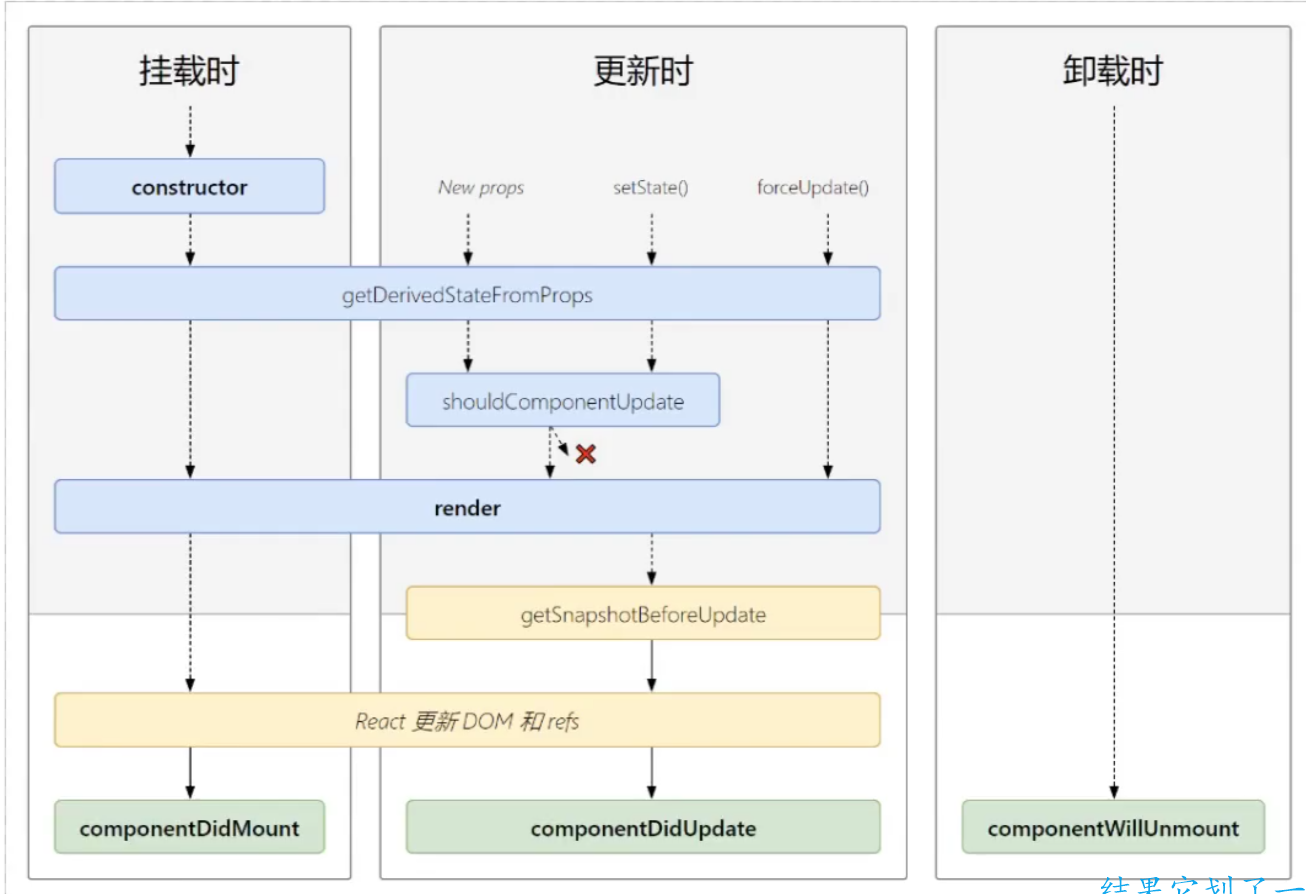 挂载时
更新时
卸载时
constructor
New props
setState()
forceUpdate()
getDerivedStateFromProps
shouldComponentUpdate
render
getSnapshotBeforeUpdate
React 更新 DOM 和 refs
componentDidMount
componentDidUpdate
componentWillUnmount
结果它划了一